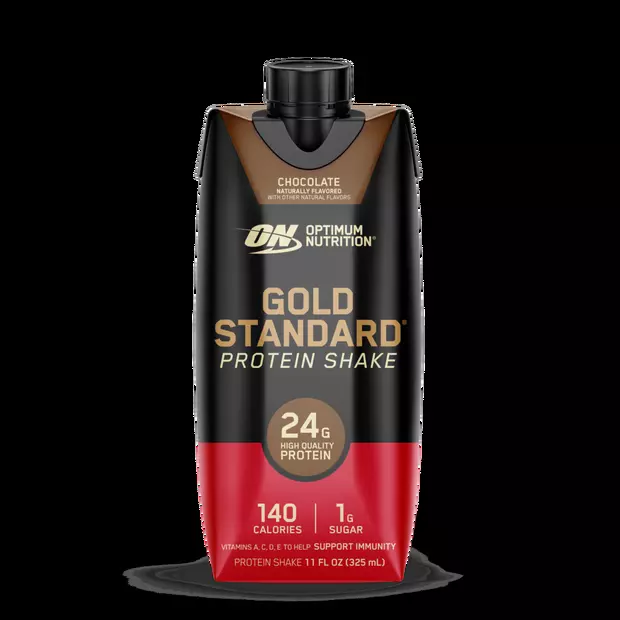 CHOCOLATE
NATURALLY FLAVORED
WITH OTHER NATURAL FLAVORS
ON OPTIMUM
NUTRITION®
GOLD
STANDARD®
PROTEIN SHAKE
24G
HIGH QUALITY
PROTEIN
140 1G
CALORIES SUGAR
VITAMINS A, C, D, E TO HELP SUPPORT IMMUNITY
PROTEIN SHAKE 11 FL OZ (325 mL)